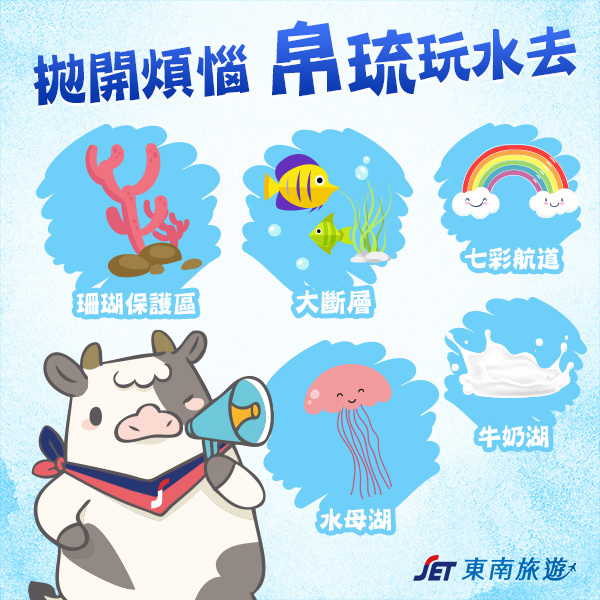 拋開煩惱 帛琉玩水去
珊瑚保護區
大斷層
七彩航道
水母湖
牛奶湖
SET 東南旅遊